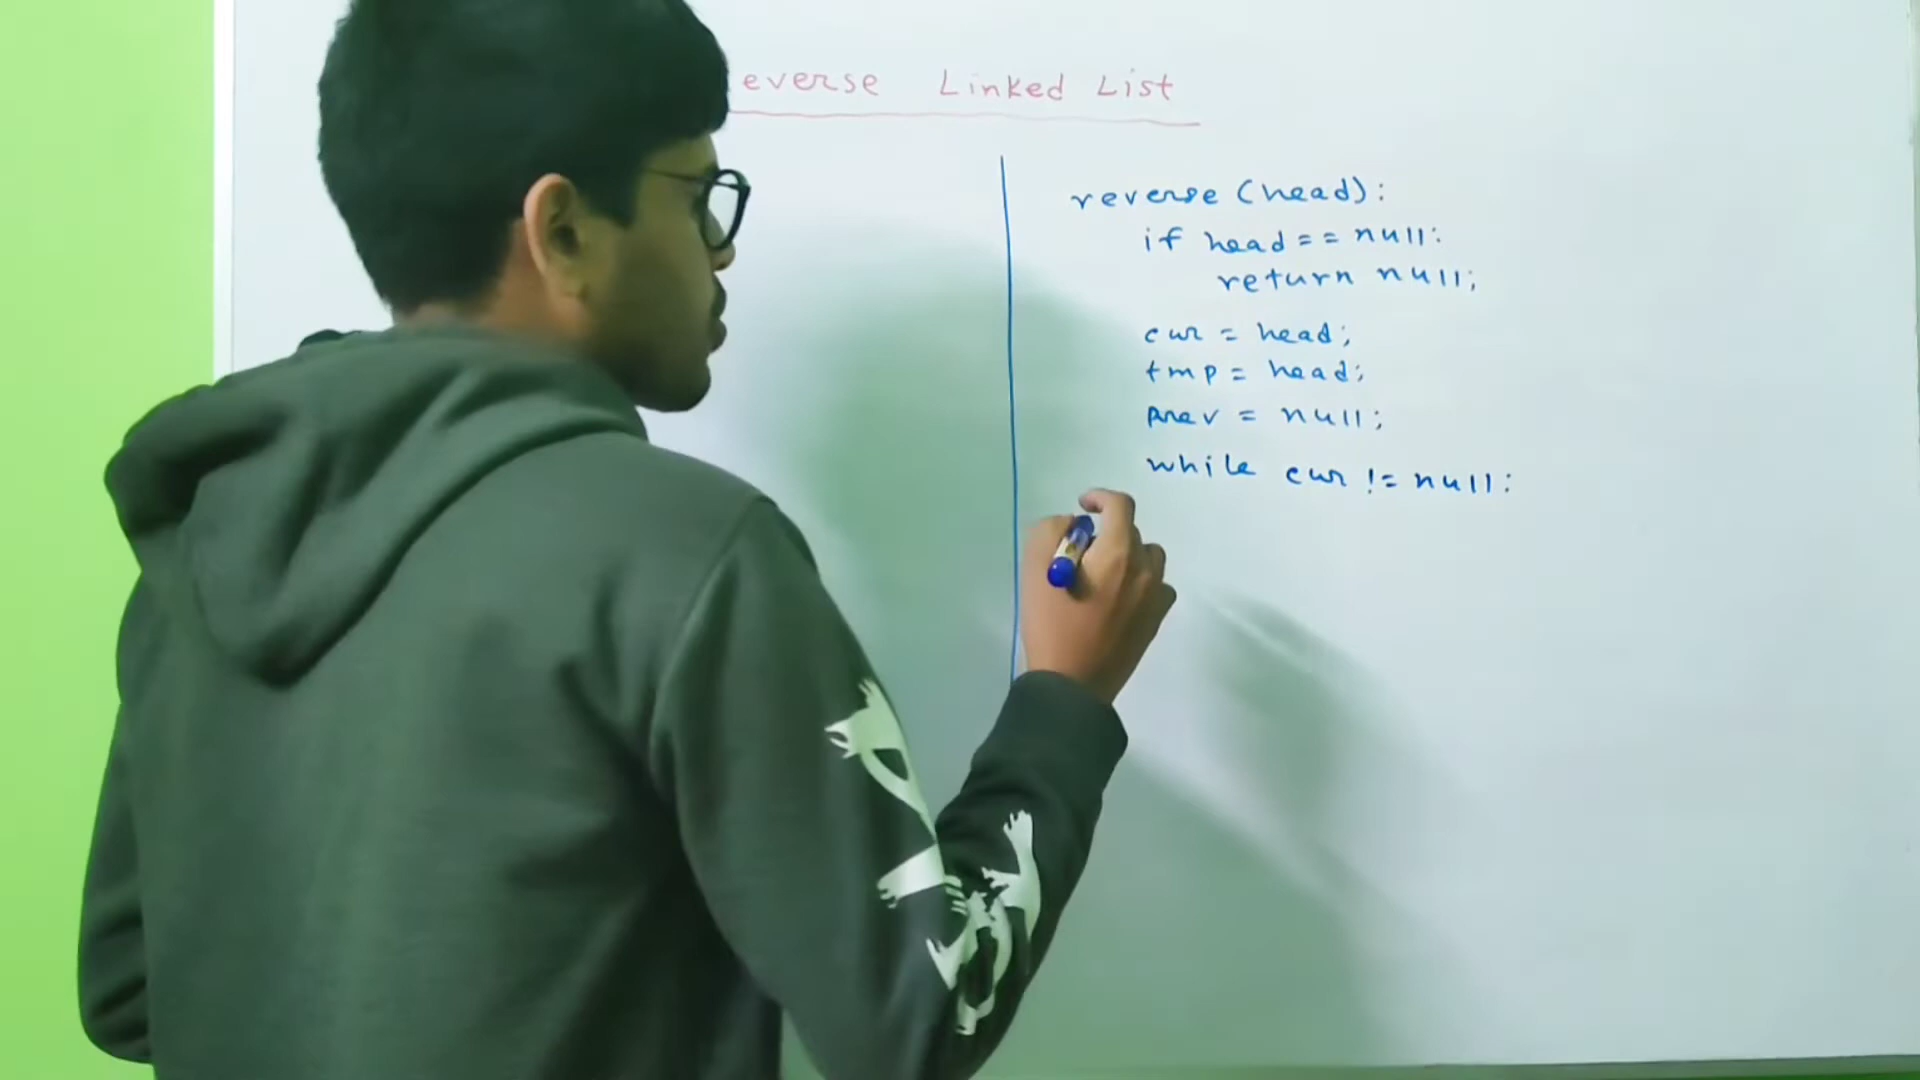 everse Linked List
reverse (head):
if head == null:
return null;
cur = head;
tmp = head;
prev = null;
while cur != null: